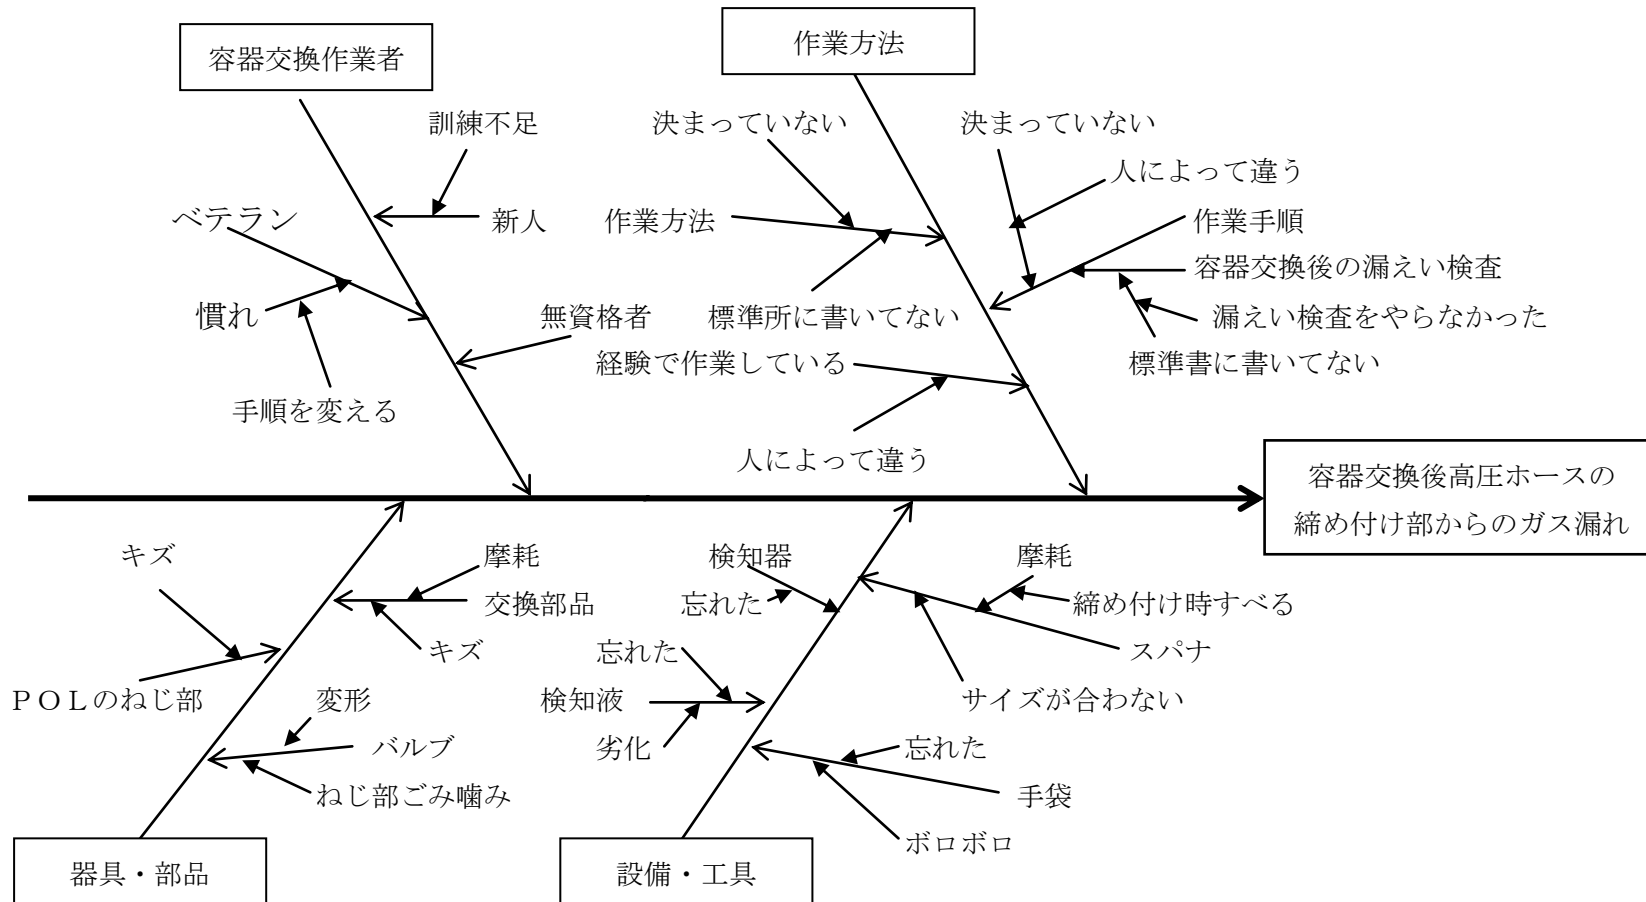 容器交換作業者
作業方法
訓練不足
決まっていない
決まっていない
人によって違う
ベテラン
新人
作業方法
作業手順
容器交換後の漏えい検査
慣れ
無資格者
標準所に書いてない
漏えい検査をやらなかった
経験で作業している
標準書に書いてない
手順を変える
人によって違う
容器交換後高圧ホースの
締め付け部からのガス漏れ
キズ
摩耗
検知器
摩耗
交換部品
忘れた
締め付け時すべる
キズ
忘れた
スパナ
POLのねじ部
変形
検知液
サイズが合わない
バルブ
劣化
忘れた
ねじ部ごみ噛み
手袋
ボロボロ
器具・部品
設備・工具